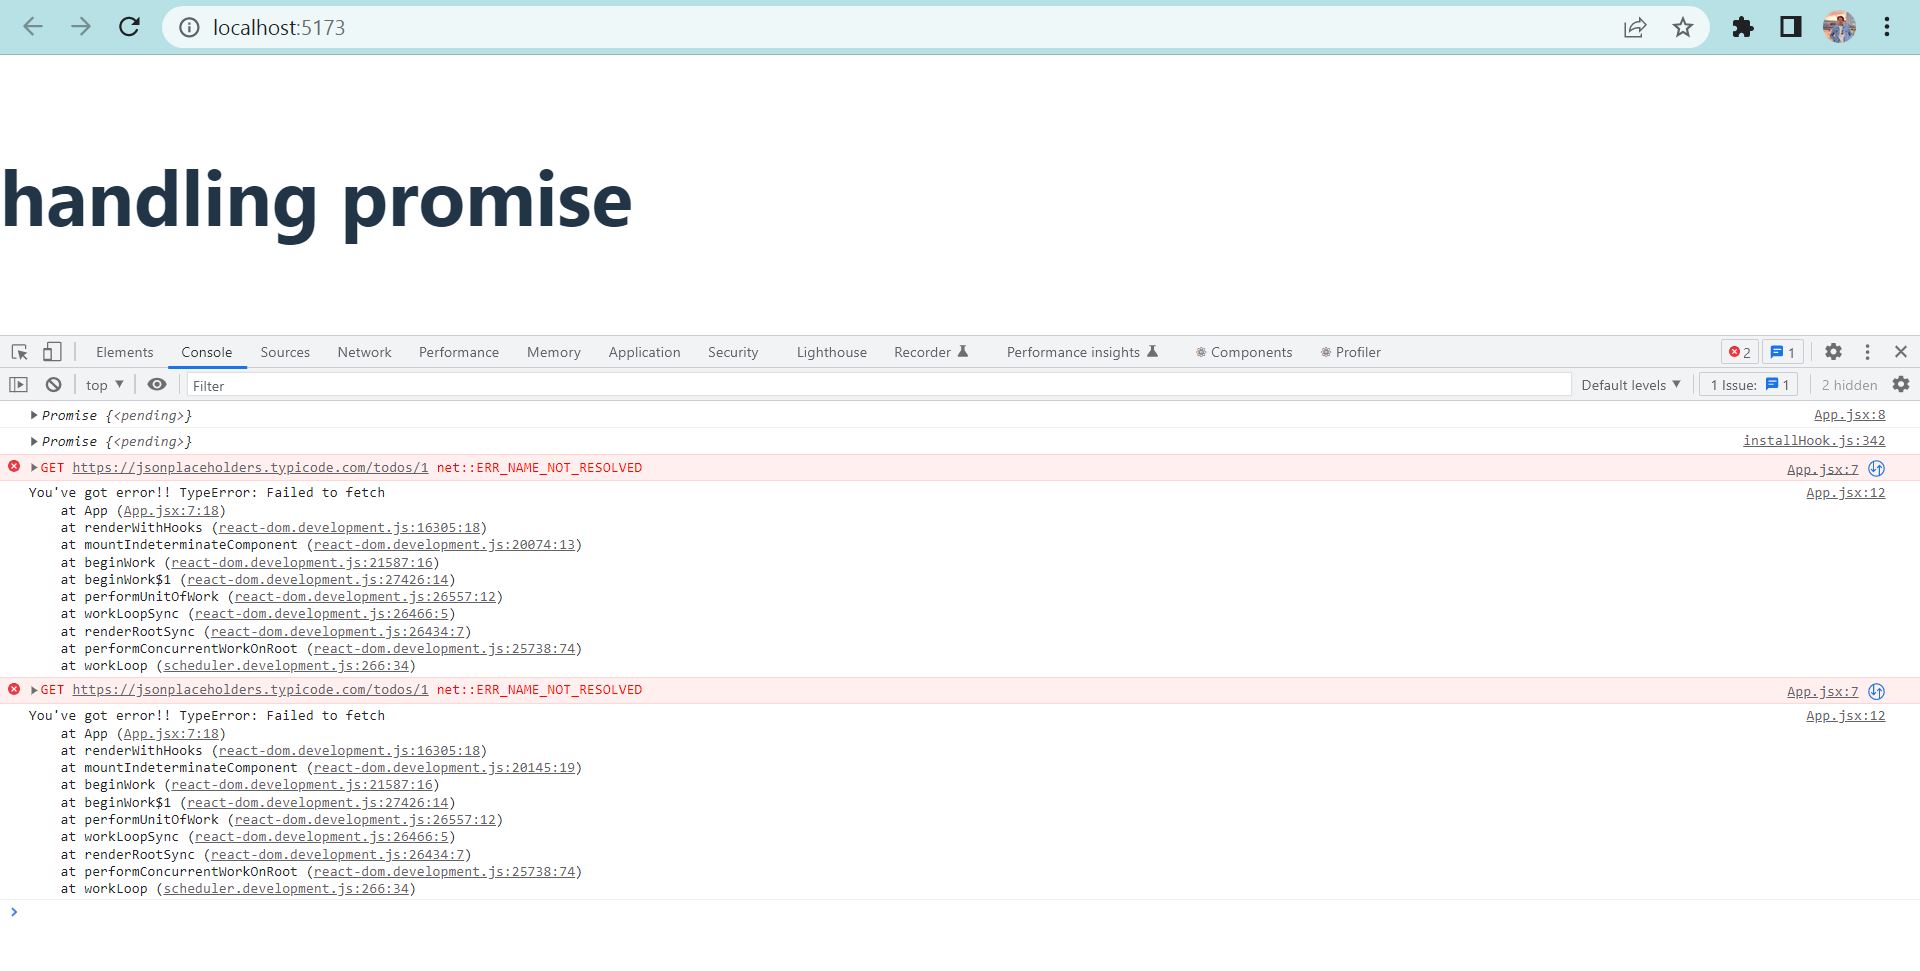 localhost:5173
handling promise
Elements Console Sources Network Performance Memory Application Security Lighthouse Recorder Performance insights Components Profiler 2 1
top Filter Default levels 1 Issue: 1 2 hidden
Promise {<pending>} App.jsx:8
Promise {<pending>} installHook.js:342
GET https://jsonplaceholders.typicode.com/todos/1 net::ERR_NAME_NOT_RESOLVED App.jsx:7
You've got error!! TypeError: Failed to fetch App.jsx:12
at App (App.jsx:7:18)
at renderWithHooks (react-dom.development.js:16305:18)
at mountIndeterminateComponent (react-dom.development.js:20074:13)
at beginWork (react-dom.development.js:21587:16)
at beginWork$1 (react-dom.development.js:27426:14)
at performUnitOfWork (react-dom.development.js:26557:12)
at workLoopSync (react-dom.development.js:26466:5)
at renderRootSync (react-dom.development.js:26434:7)
at performConcurrentWorkOnRoot (react-dom.development.js:25738:74)
at workLoop (scheduler.development.js:266:34)
GET https://jsonplaceholders.typicode.com/todos/1 net::ERR_NAME_NOT_RESOLVED App.jsx:7
You've got error!! TypeError: Failed to fetch App.jsx:12
at App (App.jsx:7:18)
at renderWithHooks (react-dom.development.js:16305:18)
at mountIndeterminateComponent (react-dom.development.js:20145:19)
at beginWork (react-dom.development.js:21587:16)
at beginWork$1 (react-dom.development.js:27426:14)
at performUnitOfWork (react-dom.development.js:26557:12)
at workLoopSync (react-dom.development.js:26466:5)
at renderRootSync (react-dom.development.js:26434:7)
at performConcurrentWorkOnRoot (react-dom.development.js:25738:74)
at workLoop (scheduler.development.js:266:34)